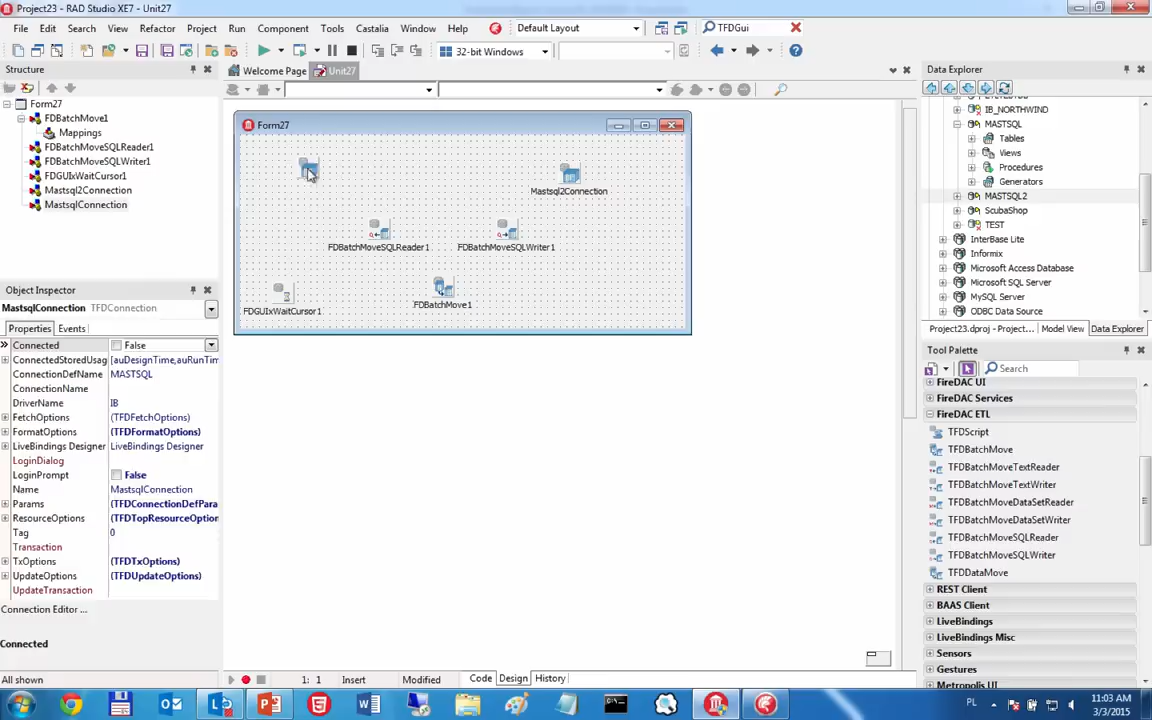 Project23 - RAD Studio XE7 - Unit27
File Edit Search View Refactor Project Run Component Tools Castalia Window Help
Default Layout
TFDGui
32-bit Windows
Structure
Form27
FDBatchMove1
Mappings
FDBatchMoveSQLReader1
FDBatchMoveSQLWriter1
FDGUIxWaitCursor1
Mastsql2Connection
MastsqlConnection
Object Inspector
MastsqlConnection TFDConnection
Properties Events
Connected False
ConnectedStoredUsag [auDesignTime,auRunTim
ConnectionDefName MASTSQL
ConnectionName
DriverName IB
FetchOptions (TFDFetchOptions)
FormatOptions (TFDFormatOptions)
LiveBindings Designer LiveBindings Designer
LoginDialog
LoginPrompt False
Name MastsqlConnection
Params (TFDConnectionDefPara
ResourceOptions (TFDTopResourceOption
Tag 0
Transaction
TxOptions (TFDTxOptions)
UpdateOptions (TFDUpdateOptions)
UpdateTransaction
Connection Editor ...
Connected
All shown
Welcome Page Unit27
Form27
Mastsql2Connection
FDBatchMoveSQLReader1 FDBatchMoveSQLWriter1
FDGUIxWaitCursor1 FDBatchMove1
1: 1 Insert Modified Code Design History
Data Explorer
IB_NORTHWIND
MASTSQL
Tables
Views
Procedures
Generators
MASTSQL2
ScubaShop
TEST
InterBase Lite
Informix
Microsoft Access Database
Microsoft SQL Server
MySQL Server
ODBC Data Source
Project23.dproj - Project... Model View Data Explorer
Tool Palette
Search
FireDAC UI
FireDAC Services
FireDAC ETL
TFDScript
TFDBatchMove
TFDBatchMoveTextReader
TFDBatchMoveTextWriter
TFDBatchMoveDataSetReader
TFDBatchMoveDataSetWriter
TFDBatchMoveSQLReader
TFDBatchMoveSQLWriter
TFDDataMove
REST Client
BAAS Client
LiveBindings
LiveBindings Misc
Sensors
Gestures
Metropolis UI
PL
11:03 AM
3/3/2015